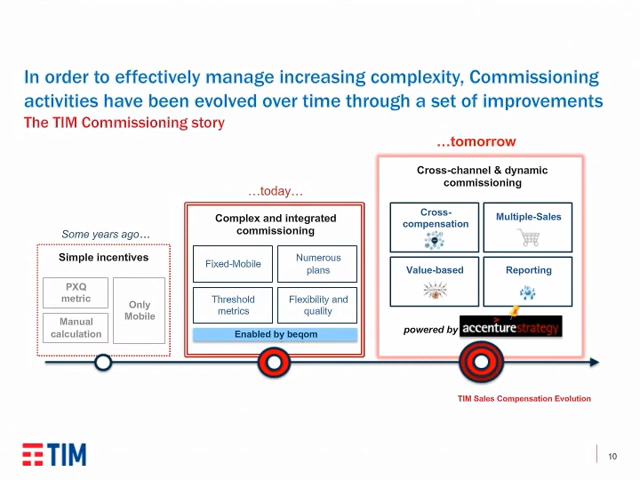 In order to effectively manage increasing complexity, Commissioning
activities have been evolved over time through a set of improvements
The TIM Commissioning story
Some years ago…
Simple incentives
PXQ
metric
Manual
calculation
Only
Mobile
…today…
Complex and integrated
commissioning
Fixed-Mobile
Numerous
plans
Threshold
metrics
Flexibility and
quality
Enabled by beqom
…tomorrow
Cross-channel & dynamic
commissioning
Cross-
compensation
Multiple-Sales
Value-based
Reporting
powered by
accenturestrategy
TIM Sales Compensation Evolution
TIM
10